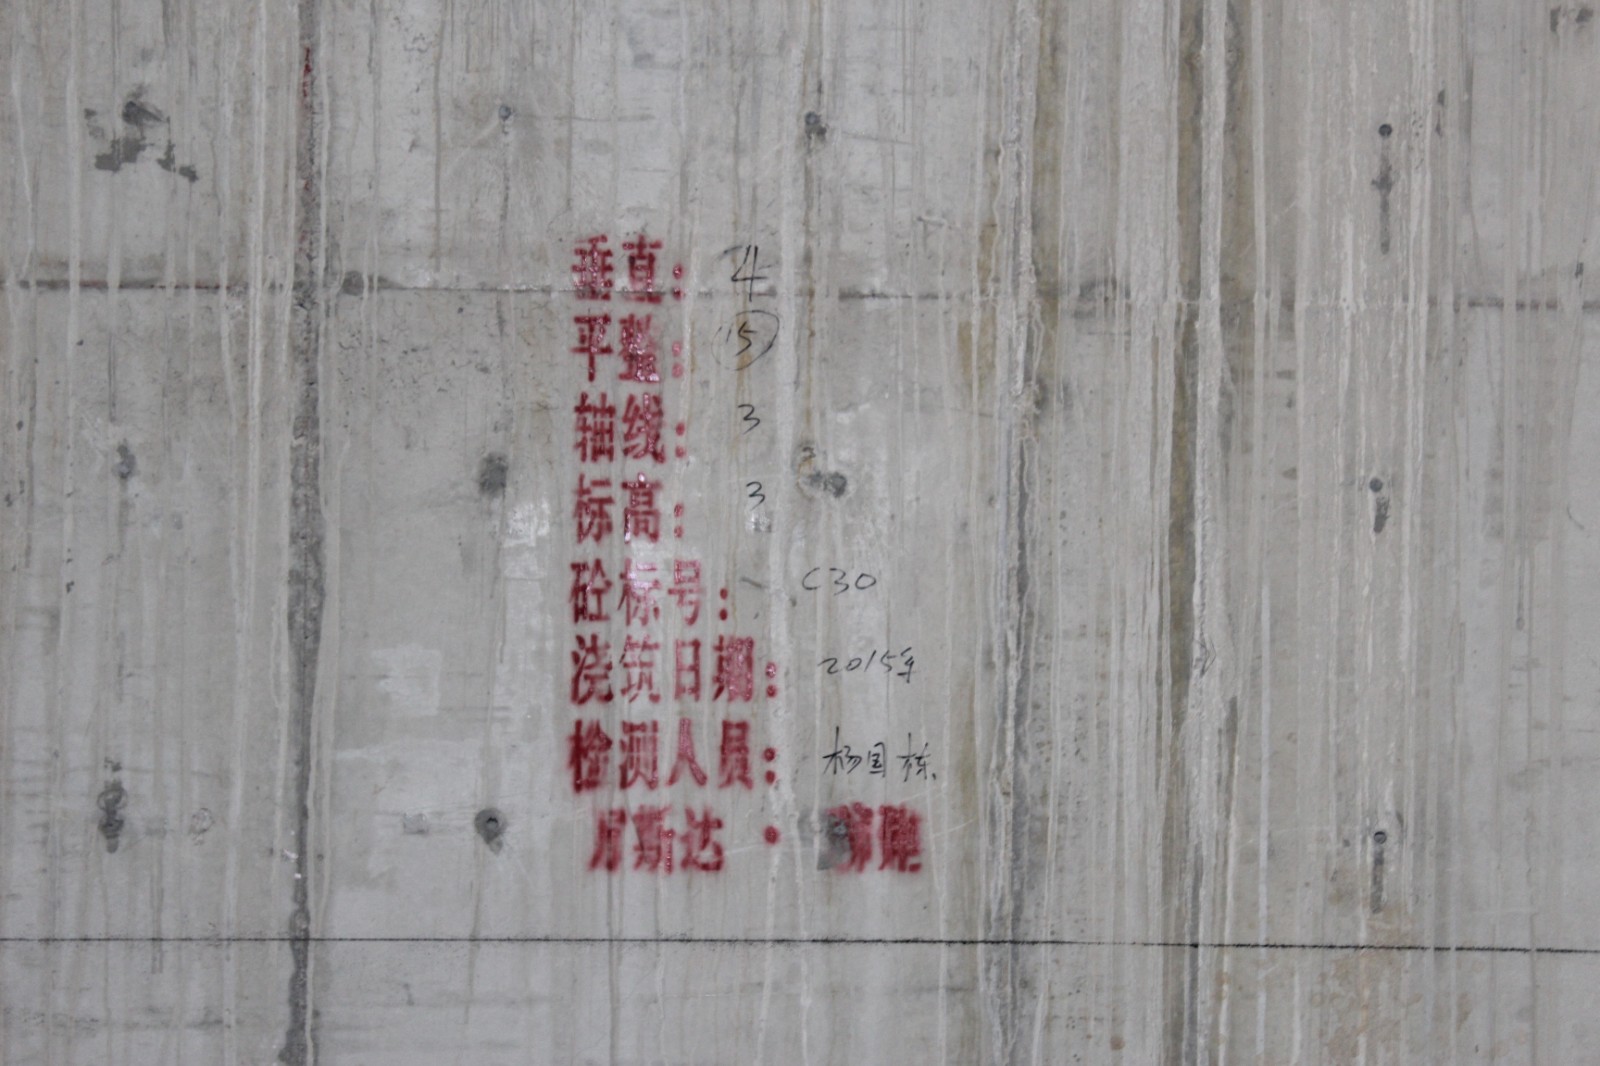 垂直: 4
平整: 15
轴线: 3
标高: 3
砼标号: C30
浇筑日期: 2015年
检测人员: 杨国栋
万斯达·